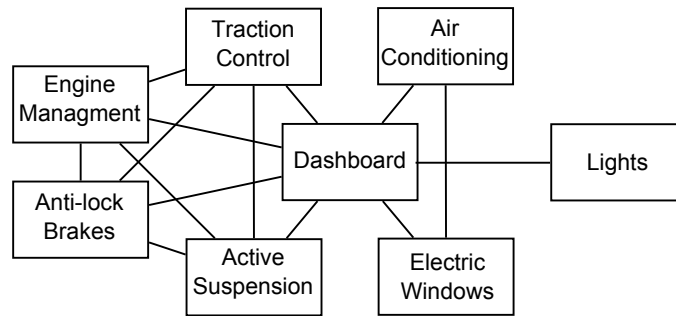 Traction
Control
Air
Conditioning
Engine
Managment
Dashboard
Lights
Anti-lock
Brakes
Active
Suspension
Electric
Windows